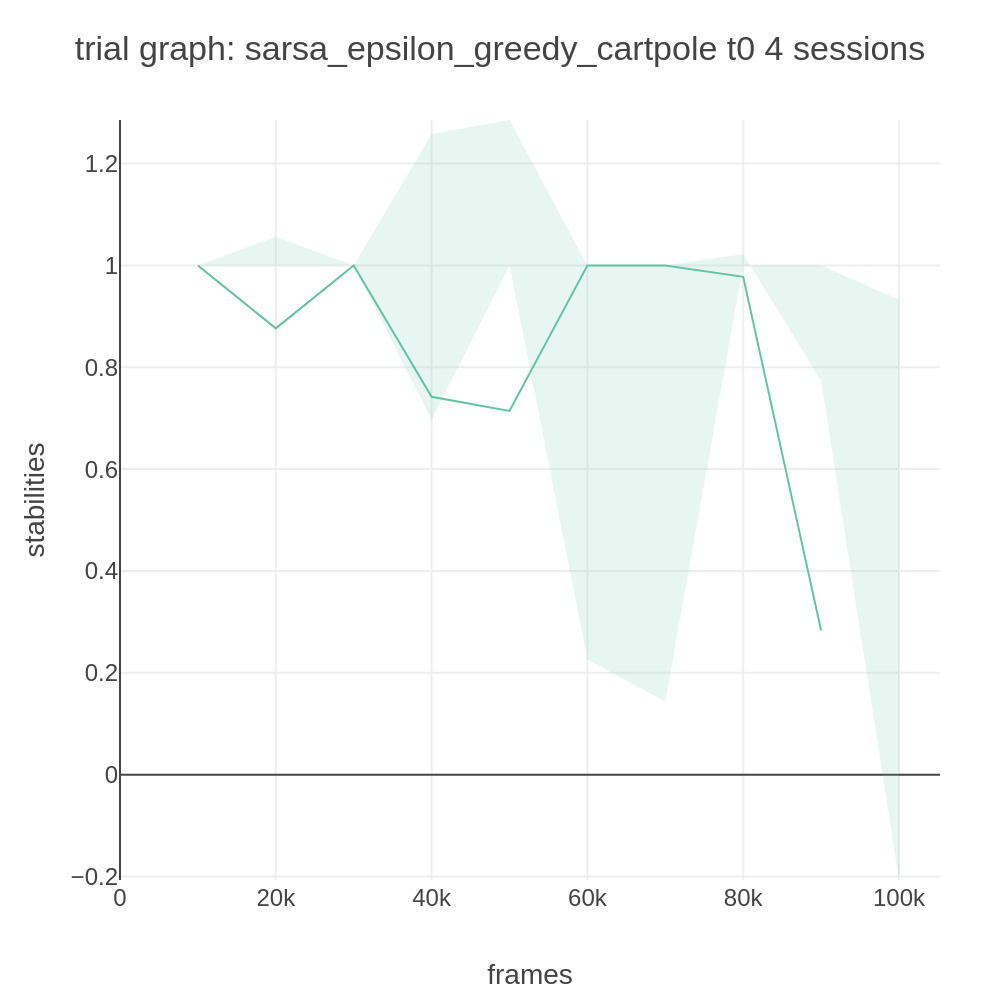 trial graph: sarsa_epsilon_greedy_cartpole t0 4 sessions
1.2
1
0.8
0.6
0.4
0.2
0
−0.2
stabilities
0
20k
40k
60k
80k
100k
frames